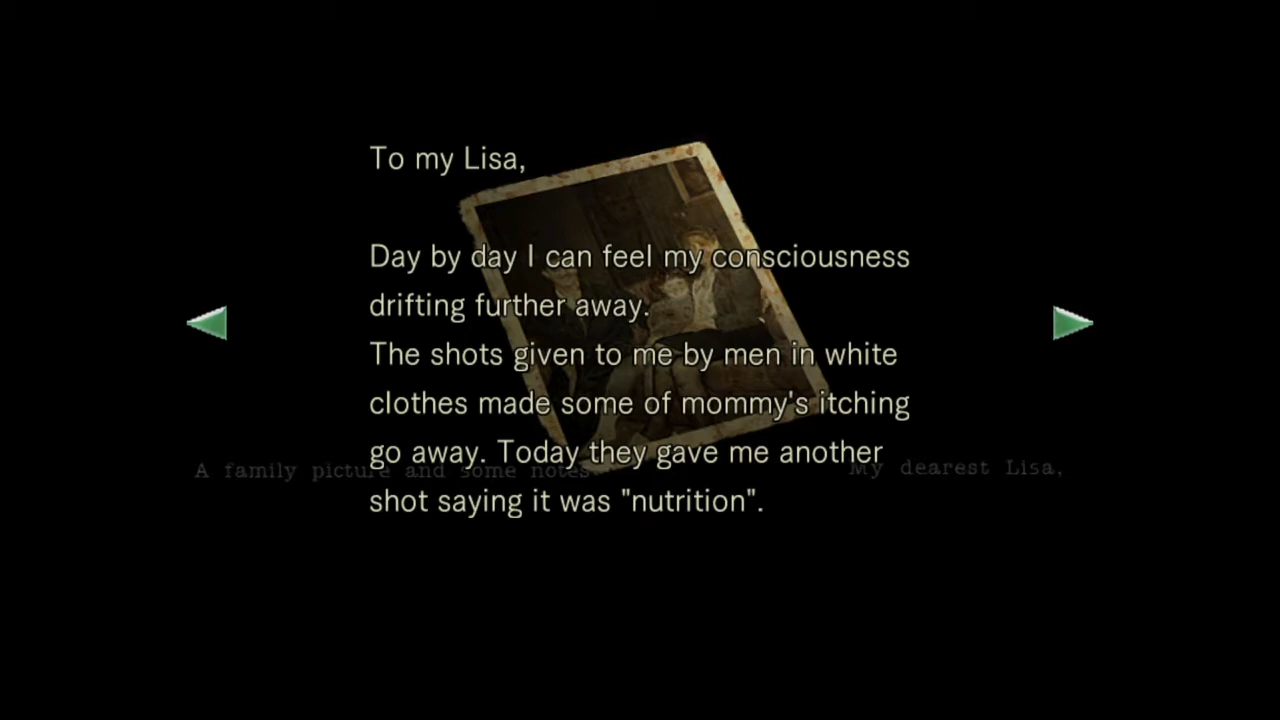 To my Lisa,
Day by day I can feel my consciousness
drifting further away.
The shots given to me by men in white
clothes made some of mommy's itching
go away. Today they gave me another
shot saying it was "nutrition".
A family picture and some notes.
My dearest Lisa,